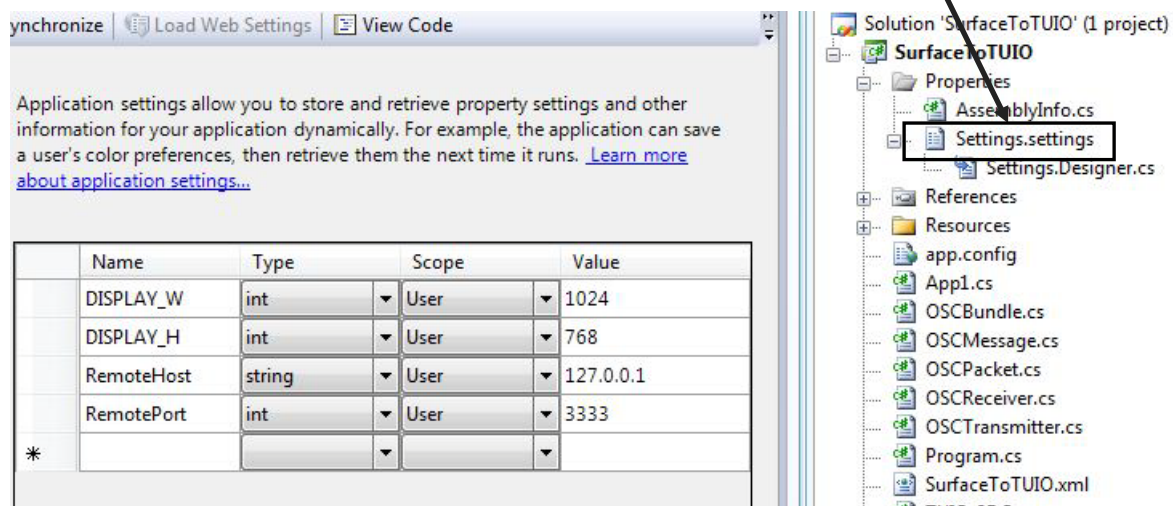 ynchronize Load Web Settings View Code
Application settings allow you to store and retrieve property settings and other
information for your application dynamically. For example, the application can save
a user's color preferences, then retrieve them the next time it runs. Learn more
about application settings...
Name Type Scope Value
DISPLAY_W int User 1024
DISPLAY_H int User 768
RemoteHost string User 127.0.0.1
RemotePort int User 3333
*
Solution 'SurfaceToTUIO' (1 project)
SurfaceToTUIO
Properties
AssemblyInfo.cs
Settings.settings
Settings.Designer.cs
References
Resources
app.config
App1.cs
OSCBundle.cs
OSCMessage.cs
OSCPacket.cs
OSCReceiver.cs
OSCTransmitter.cs
Program.cs
SurfaceToTUIO.xml